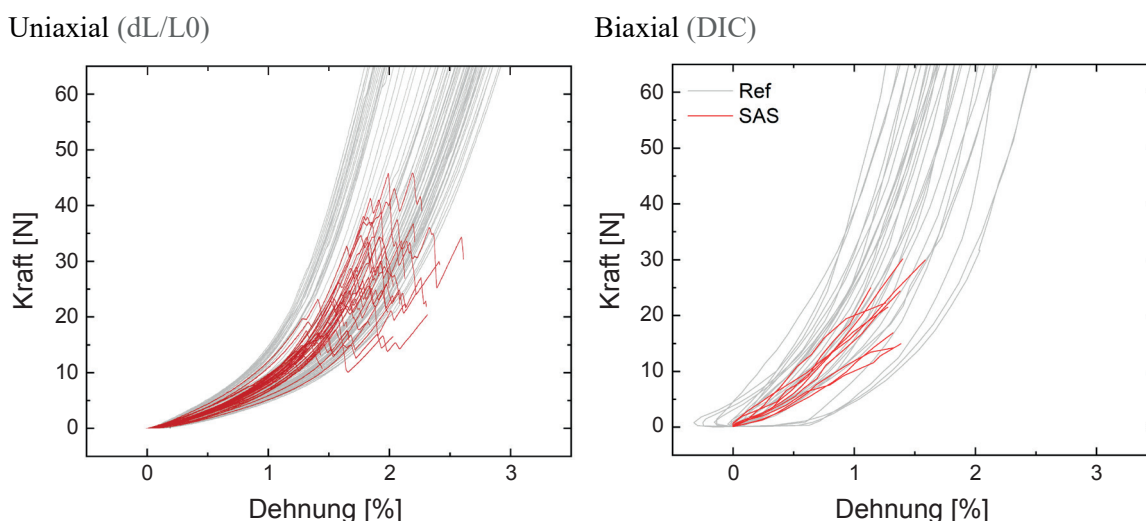 Uniaxial (dL/L0)
Kraft [N]
60
50
40
30
20
10
0
0 1 2 3
Dehnung [%]
Biaxial (DIC)
Ref
SAS
Kraft [N]
60
50
40
30
20
10
0
0 1 2 3
Dehnung [%]